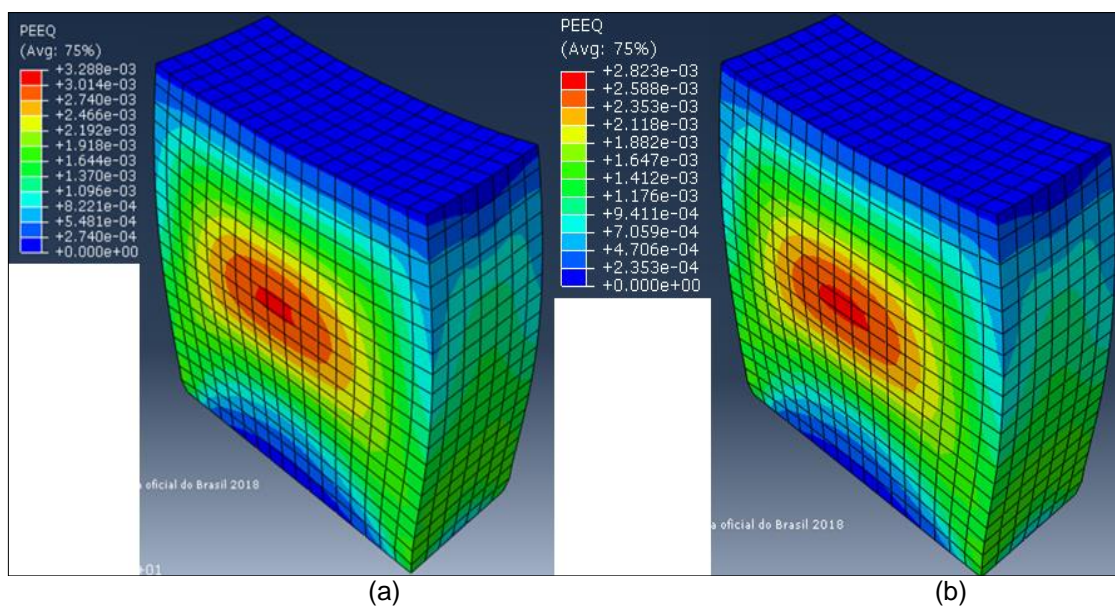 PEEQ
(Avg: 75%)
+3.288e-03
+3.014e-03
+2.740e-03
+2.466e-03
+2.192e-03
+1.918e-03
+1.644e-03
+1.370e-03
+1.096e-03
+8.221e-04
+5.481e-04
+2.740e-04
+0.000e+00
a oficial do Brasil 2018
+01
(a)
PEEQ
(Avg: 75%)
+2.823e-03
+2.588e-03
+2.353e-03
+2.118e-03
+1.882e-03
+1.647e-03
+1.412e-03
+1.176e-03
+9.411e-04
+7.059e-04
+4.706e-04
+2.353e-04
+0.000e+00
a oficial do Brasil 2018
(b)